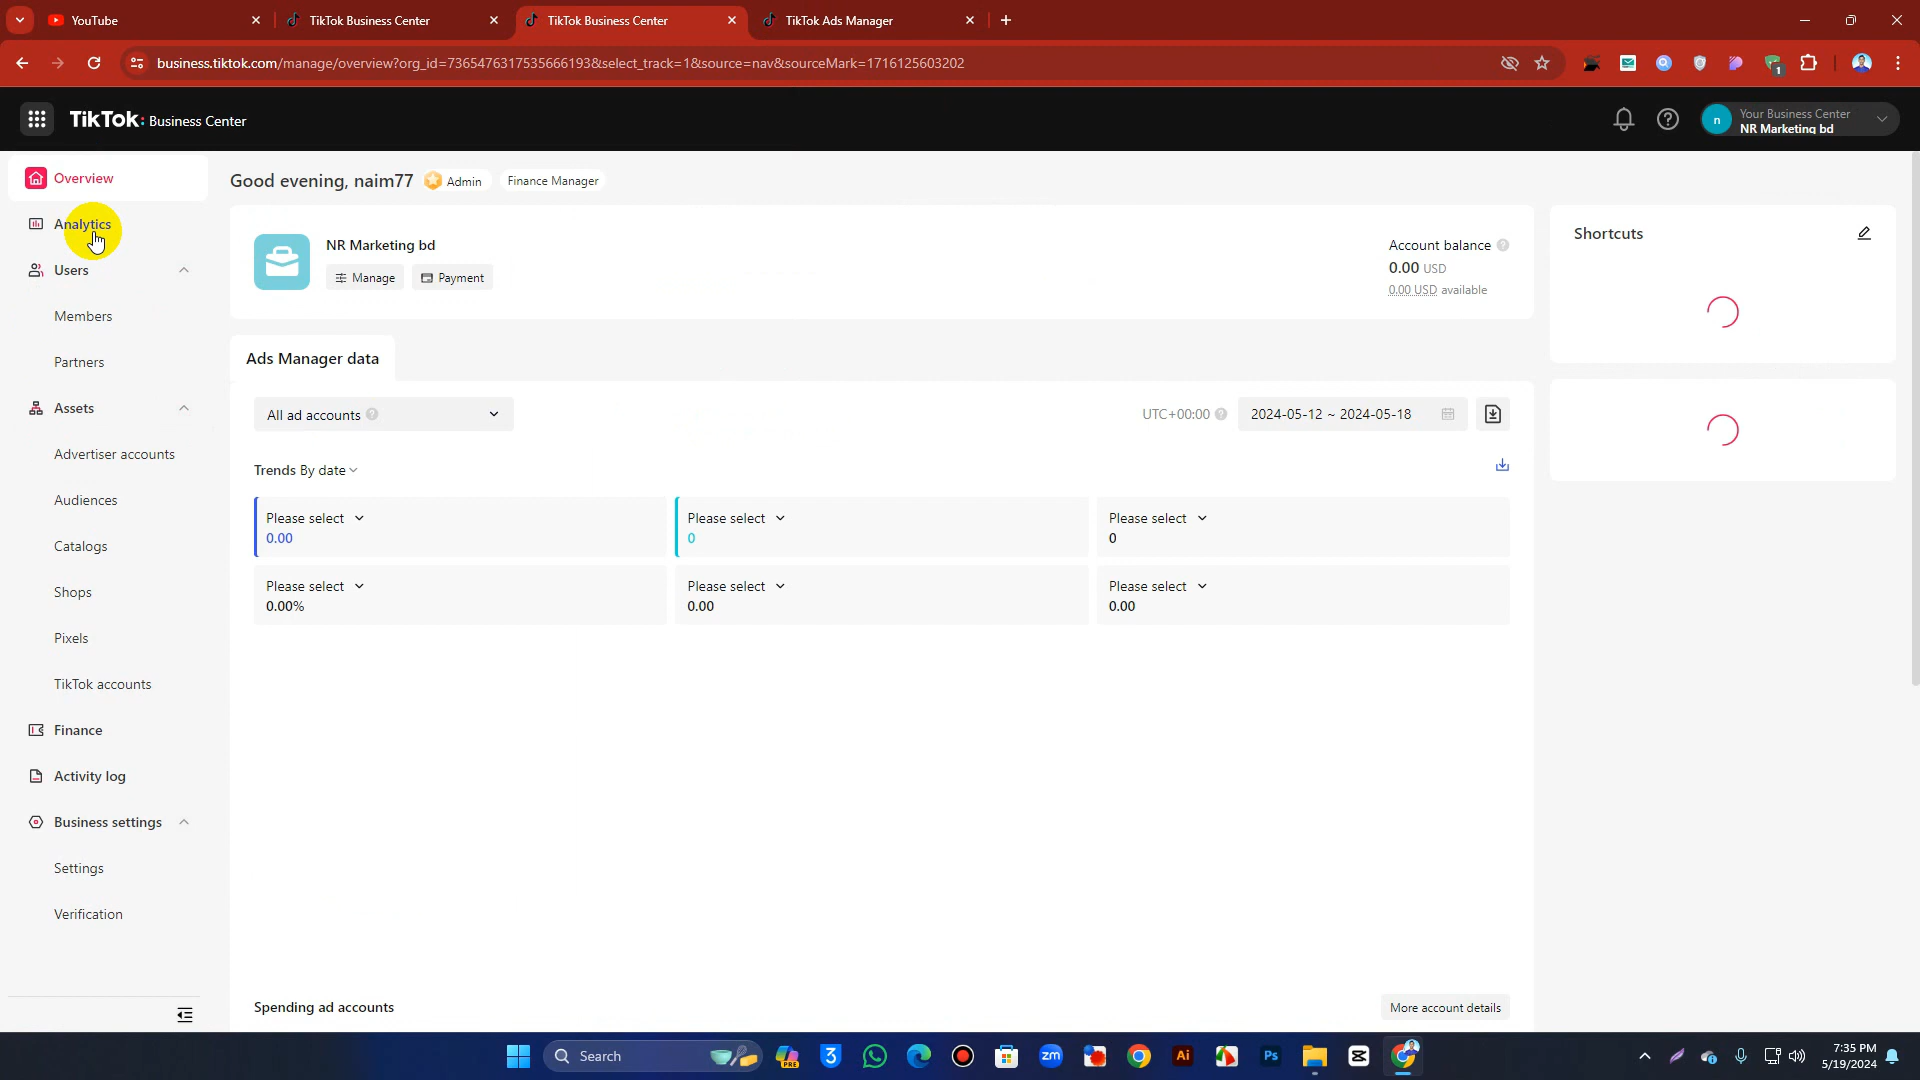 YouTube
TikTok Business Center
TikTok Business Center
TikTok Ads Manager
business.tiktok.com/manage/overview?org_id=7365476317535666193&select_track=1&source=nav&sourceMark=1716125603202
1
TikTok: Business Center
n
Your Business Center
NR Marketing bd
Overview
Analytics
Users
Members
Partners
Assets
Advertiser accounts
Audiences
Catalogs
Shops
Pixels
TikTok accounts
Finance
Activity log
Business settings
Settings
Verification
Good evening, naim77
Admin
Finance Manager
NR Marketing bd
Manage
Payment
Account balance
0.00 USD
0.00 USD available
Shortcuts
Ads Manager data
All ad accounts
UTC+00:00
2024-05-12 ~ 2024-05-18
Trends By date
Please select
0.00
Please select
0
Please select
0
Please select
0.00%
Please select
0.00
Please select
0.00
Spending ad accounts
More account details
Search
PRE
3
zm
Ai
Ps
7:35 PM
5/19/2024